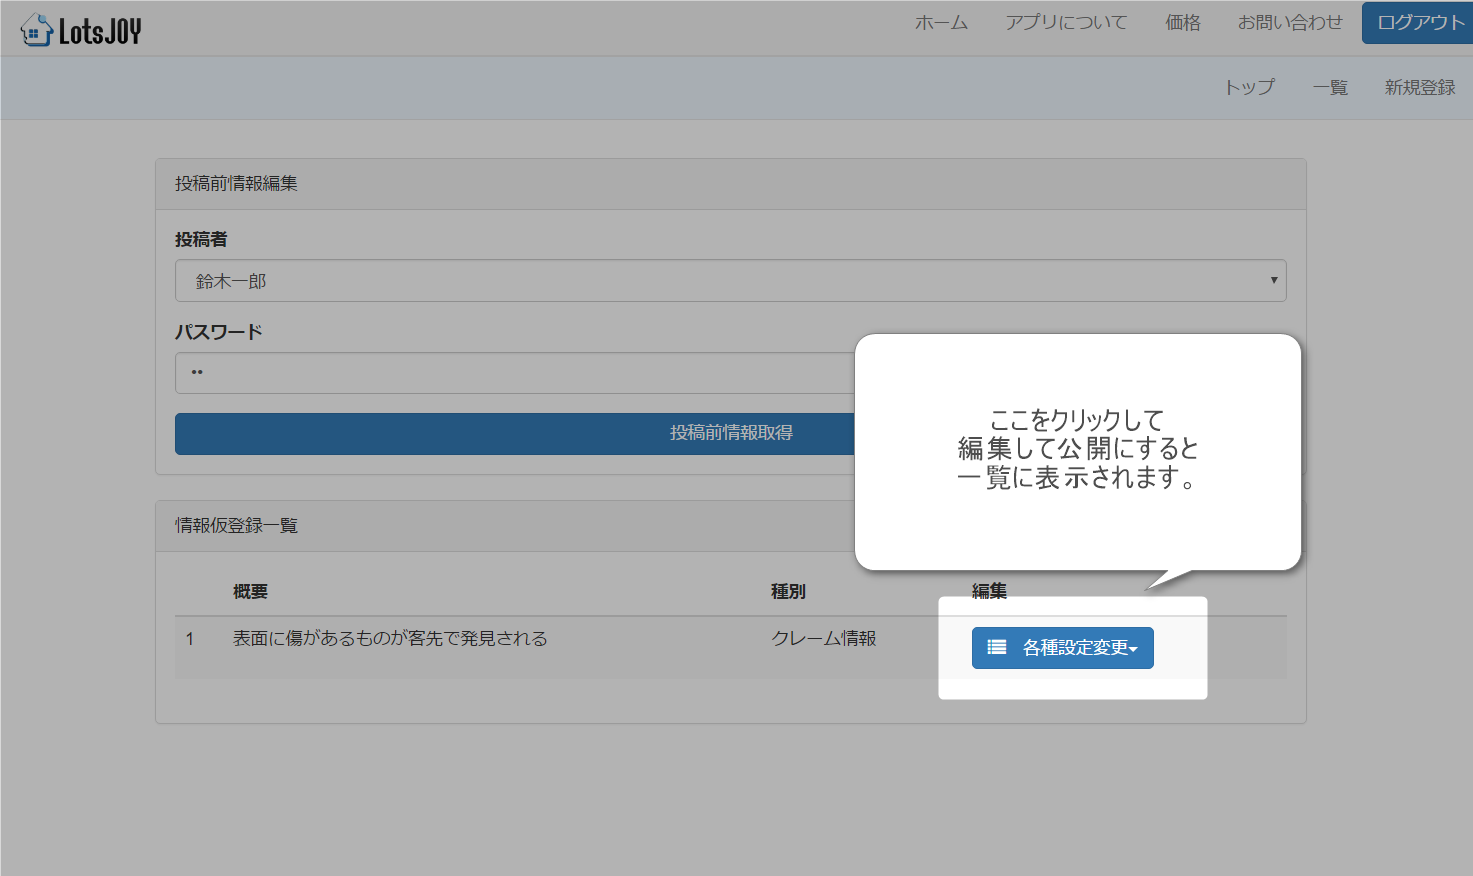 LotsJOY
ホーム アプリについて 価格 お問い合わせ ログアウト
トップ 一覧 新規登録
投稿前情報編集
投稿者
鈴木一郎
パスワード
••
投稿前情報取得
ここをクリックして
編集して公開にすると
一覧に表示されます。
情報仮登録一覧
概要 種別 編集
1 表面に傷があるものが客先で発見される クレーム情報 各種設定変更